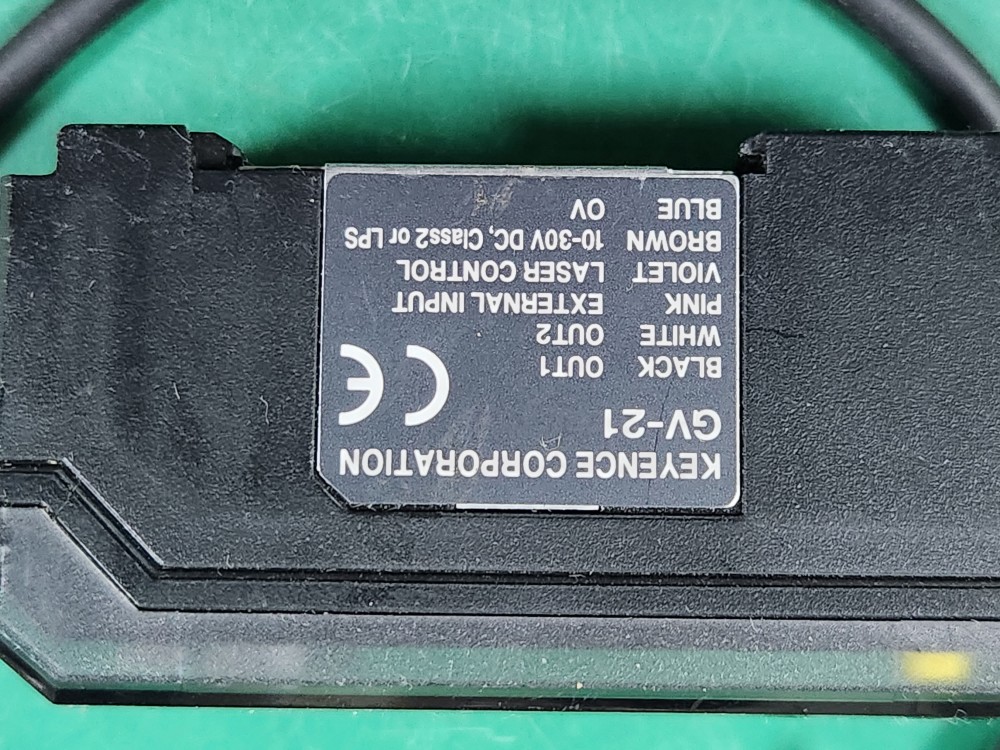 KEYENCE CORPORATION
GV-21
BLACK OUT1
WHITE OUT2
PINK EXTERNAL INPUT
VIOLET LASER CONTROL
BROWN 10-30V DC, Class2 or LPS
BLUE 0V
CE